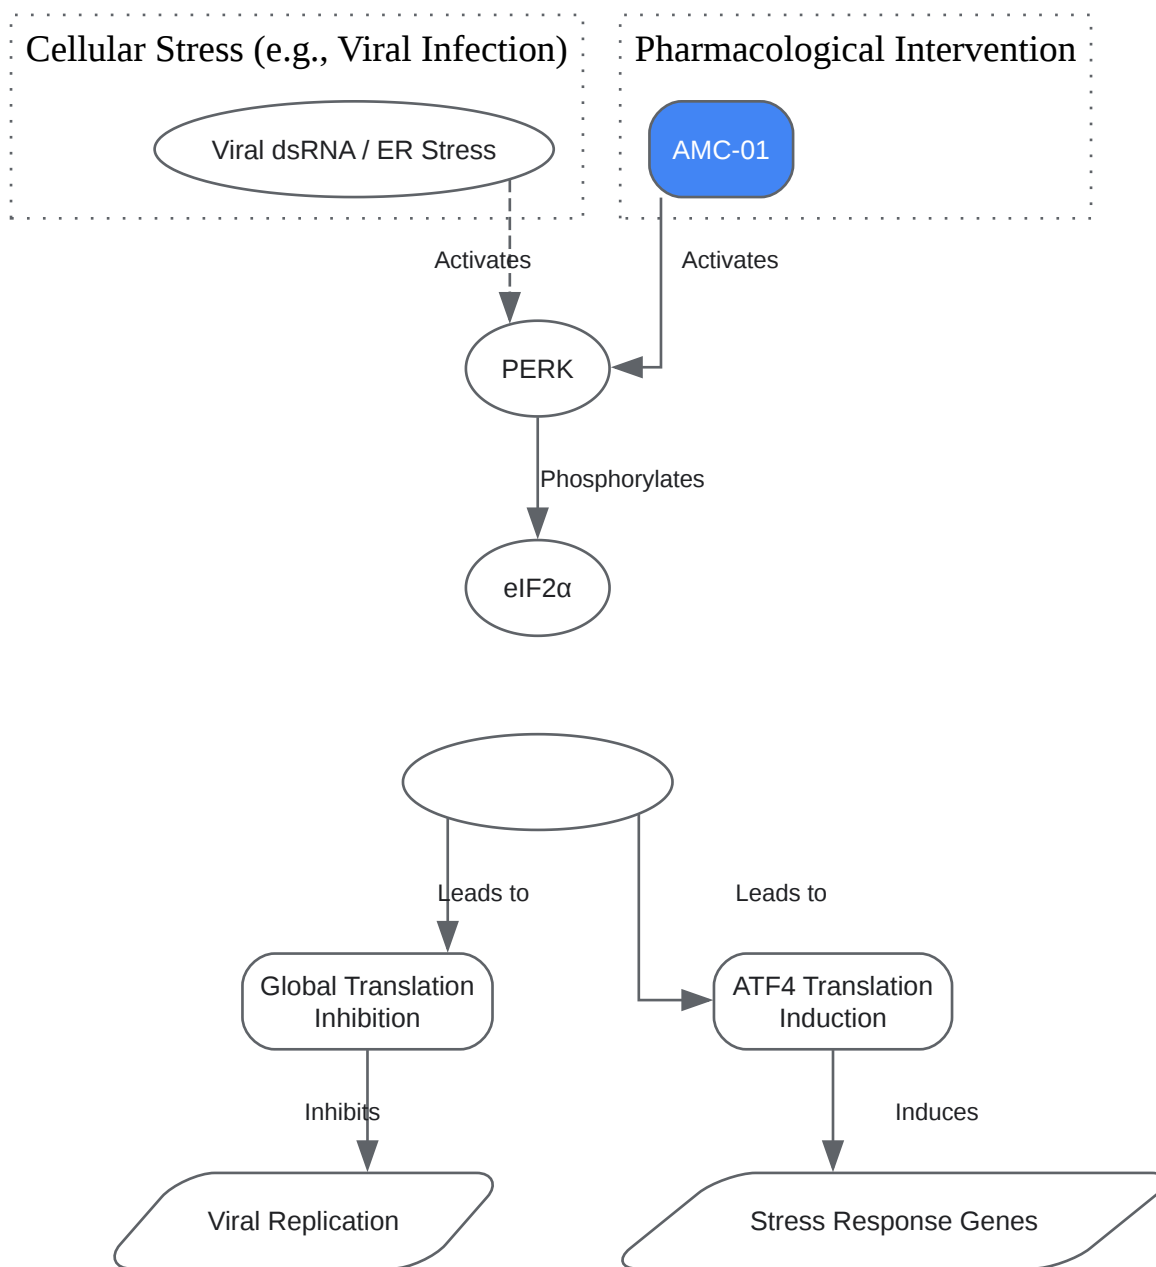 Cellular Stress (e.g., Viral Infection)
Pharmacological Intervention
Viral dsRNA / ER Stress
AMC-01
Activates
Activates
PERK
Phosphorylates
eIF2α
Leads to
Leads to
Global Translation
Inhibition
ATF4 Translation
Induction
Inhibits
Induces
Viral Replication
Stress Response Genes